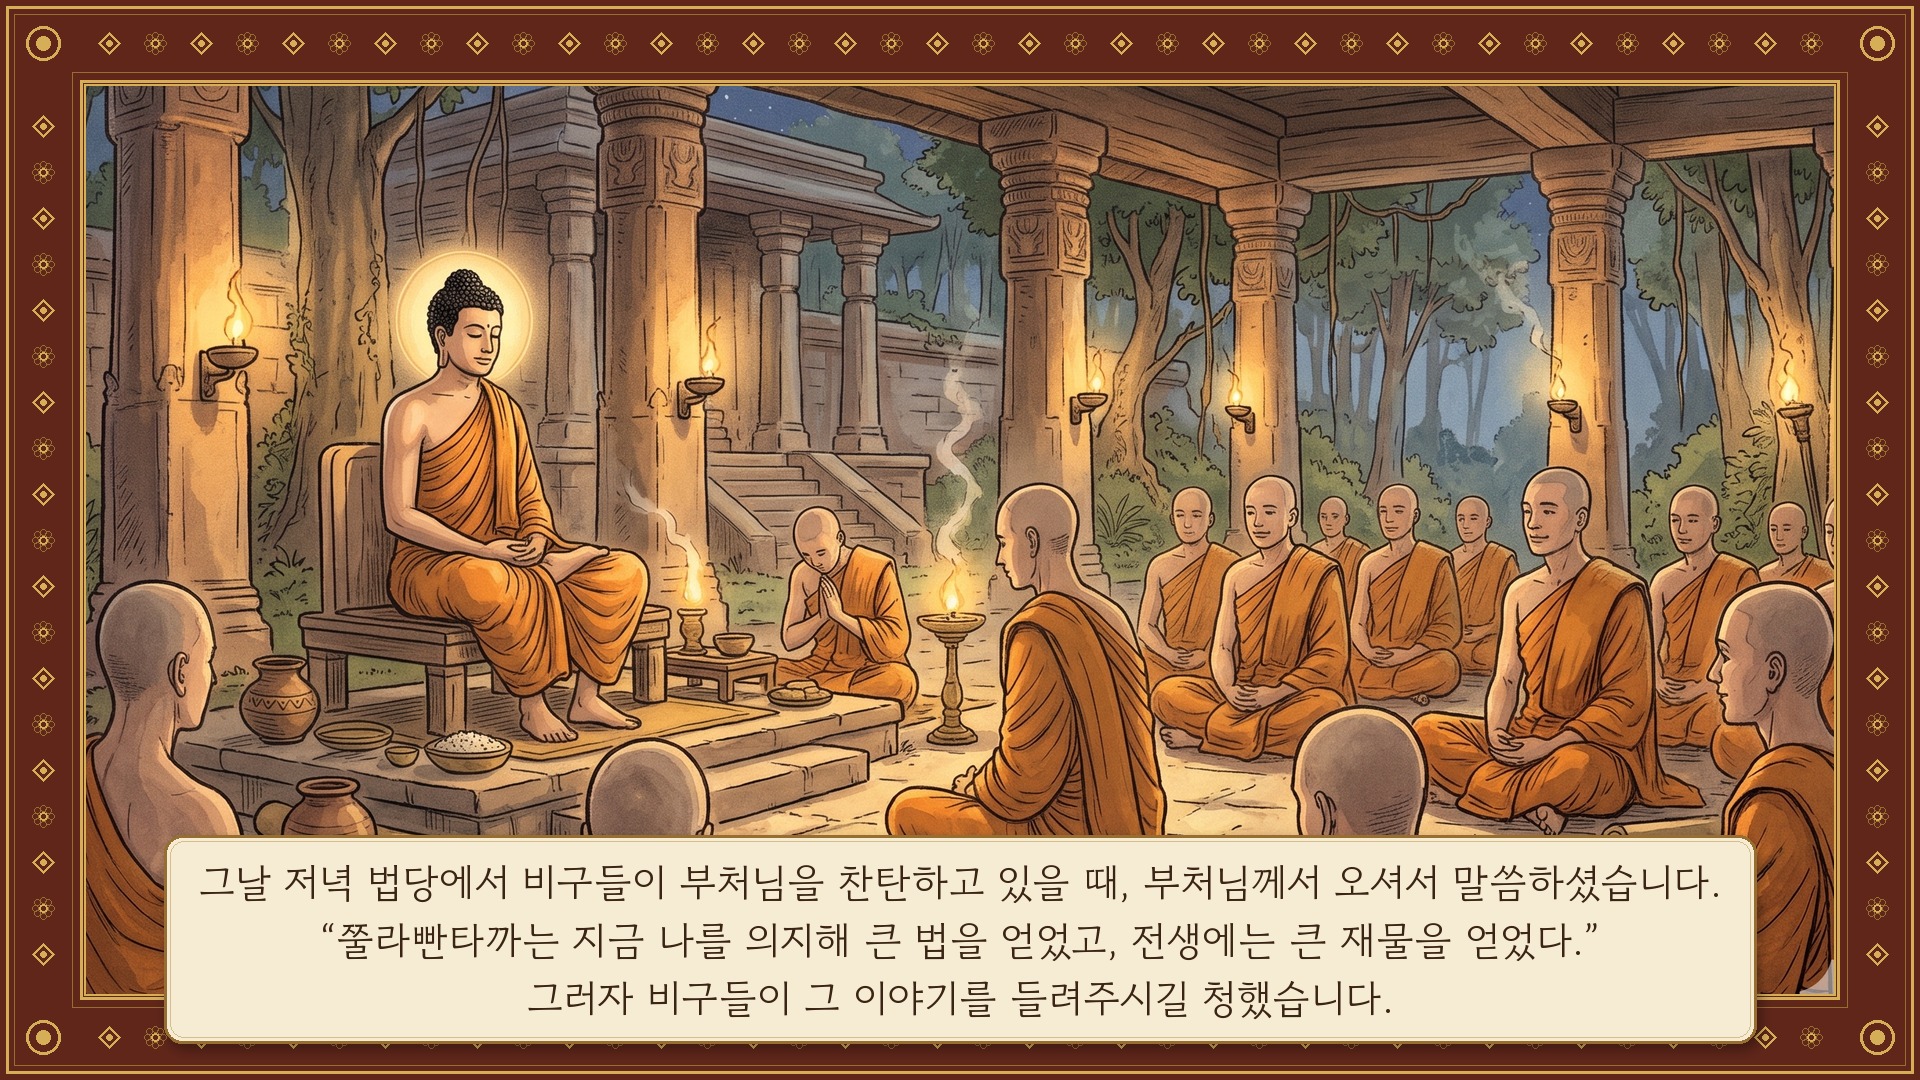 그날 저녁 법당에서 비구들이 부처님을 찬탄하고 있을 때, 부처님께서 오셔서 말씀하셨습니다.
“쭐라빤타까는 지금 나를 의지해 큰 법을 얻었고, 전생에는 큰 재물을 얻었다.”
그러자 비구들이 그 이야기를 들려주시길 청했습니다.